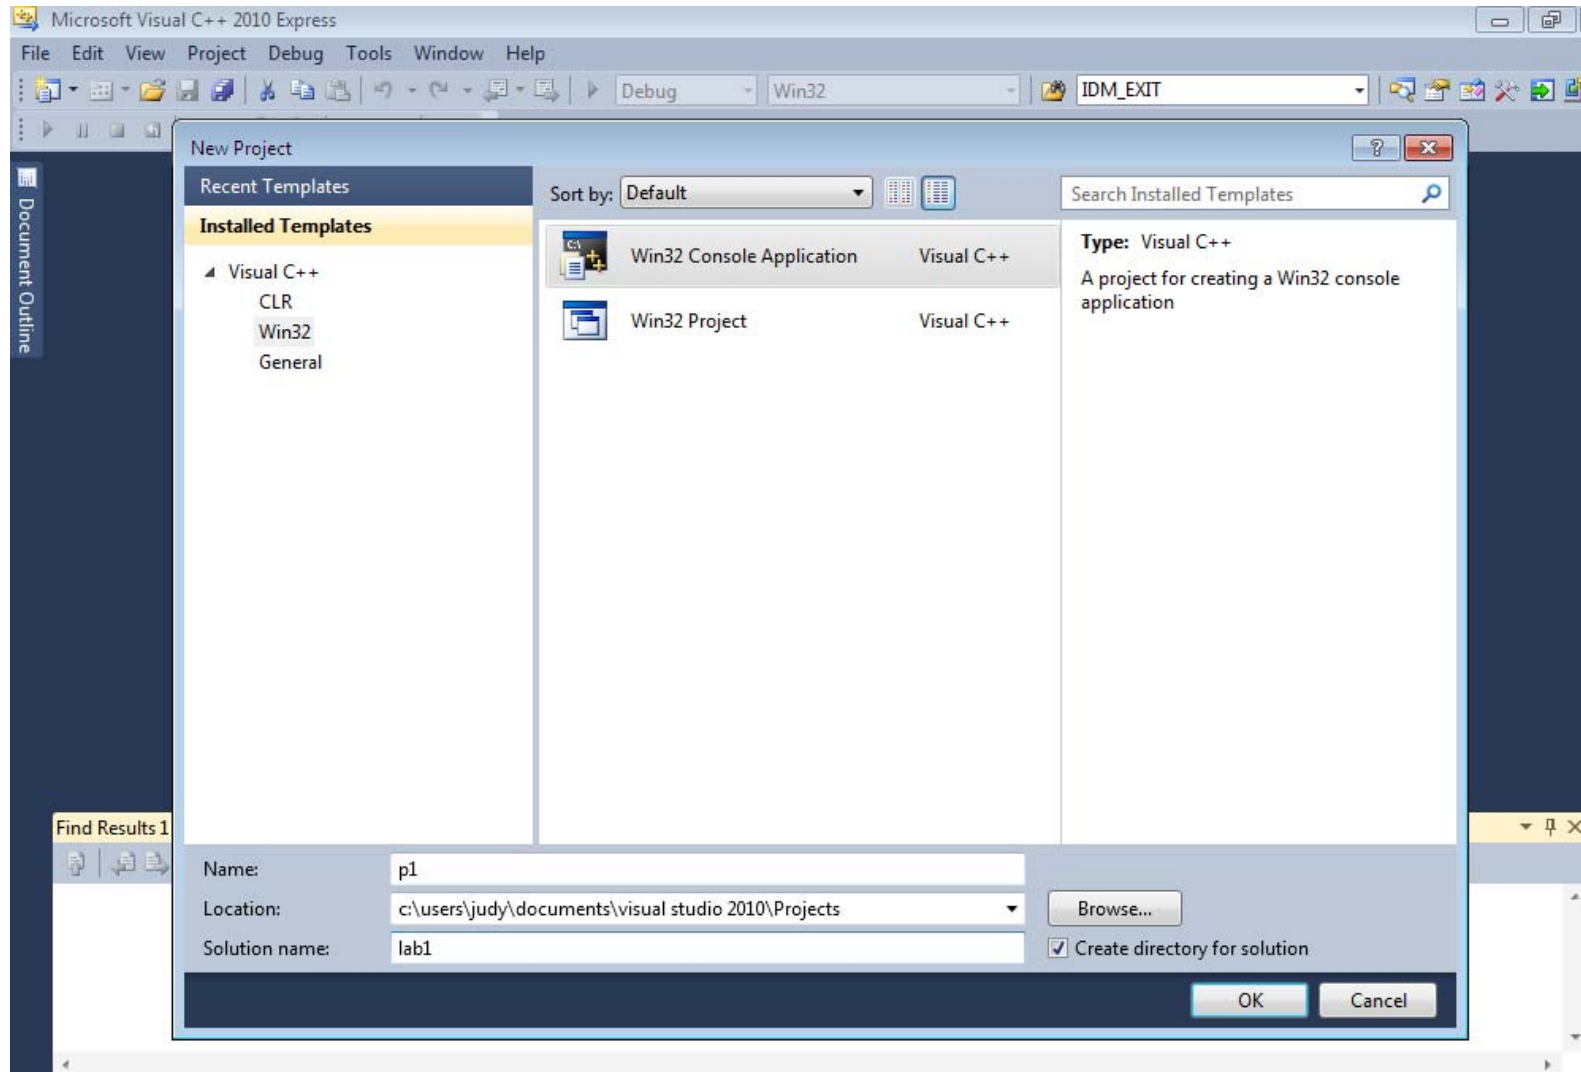 Microsoft Visual C++ 2010 Express
File Edit View Project Debug Tools Window Help
Debug Win32 IDM_EXIT
New Project
Document Outline
Recent Templates
Installed Templates
Visual C++
CLR
Win32
General
Sort by: Default
Win32 Console Application Visual C++
Win32 Project Visual C++
Search Installed Templates
Type: Visual C++
A project for creating a Win32 console
application
Find Results 1
Name: p1
Location: c:\users\judy\documents\visual studio 2010\Projects Browse...
Solution name: lab1 Create directory for solution
OK Cancel